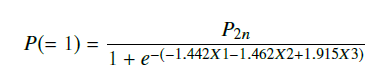 P(= 1) = P2n / 1 + e^−(−1.442X1−1.462X2+1.915X3)